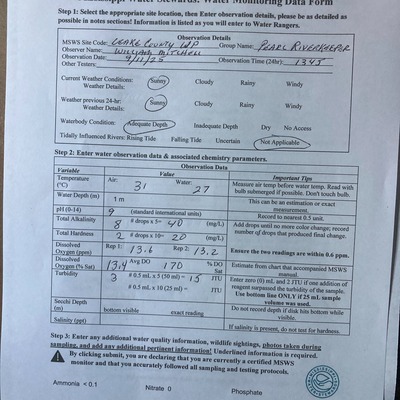 Water Stewards: Water Monitoring Data Form
Step 1: Select the appropriate site location, then Enter observation details, please be as detailed as
possible in notes sections! Information is listed as you will enter to Water Rangers.
Observation Details
MSWS Site Code: LEAKE COUNTY WP Group Name: PEARL RIVERKEEPER
Observer Name: WILLIAM MITCHELL
Observation Date: 9/11/25 Observation Time (24hr): 1345
Other Testers:
Current Weather Conditions: Sunny Cloudy Rainy Windy
Weather Details:
Weather previous 24-hr: Sunny Cloudy Rainy Windy
Weather Details:
Waterbody Condition: Adequate Depth Inadequate Depth Dry No Access
Tidally Influenced Rivers: Rising Tide Falling Tide Uncertain Not Applicable
Step 2: Enter water observation data & associated chemistry parameters.
Observation Data
Variable Value Important Tips
Temperature (°C) Air: 31 Water: 27 Measure air temp before water temp. Read with bulb submerged if possible. Don't touch bulb.
Water Depth (m) 1 m This can be an estimation or exact measurement.
pH (0-14) 9 (standard international units) Record to nearest 0.5 unit.
Total Alkalinity 8 # drops x 5= 40 (mg/L) Add drops until no more color change; record number of drops that produced final change.
Total Hardness 2 # drops x 10= 20 (mg/L)
Dissolved Oxygen (ppm) Rep 1: 13.6 Rep 2: 13.2 Ensure the two readings are within 0.6 ppm.
Dissolved Oxygen (% Sat) 13.4 Avg DO 170 % DO Sat Estimate from chart that accompanied MSWS manual.
Turbidity 3 # 0.5 mL x 5 (50 ml) = 15 JTU Enter zero (0) mL and 2 JTU if one addition of reagent surpassed the turbidity of the sample.
# 0.5 mL x 10 (25 ml) = JTU Use bottom line ONLY if 25 mL sample volume was used.
Secchi Depth (m) bottom visible exact reading Do not record depth if disk hits bottom while visible.
Salinity (ppt) If salinity is present, do not test for hardness.
Step 3: Enter any additional water quality information, wildlife sightings, photos taken during
sampling, and add any additional pertinent information! Underlined information is required.
By clicking submit, you are declaring that you are currently a certified MSWS
monitor and that you accurately followed all sampling and testing protocols.
Ammonia < 0.1 Nitrate 0 Phosphate